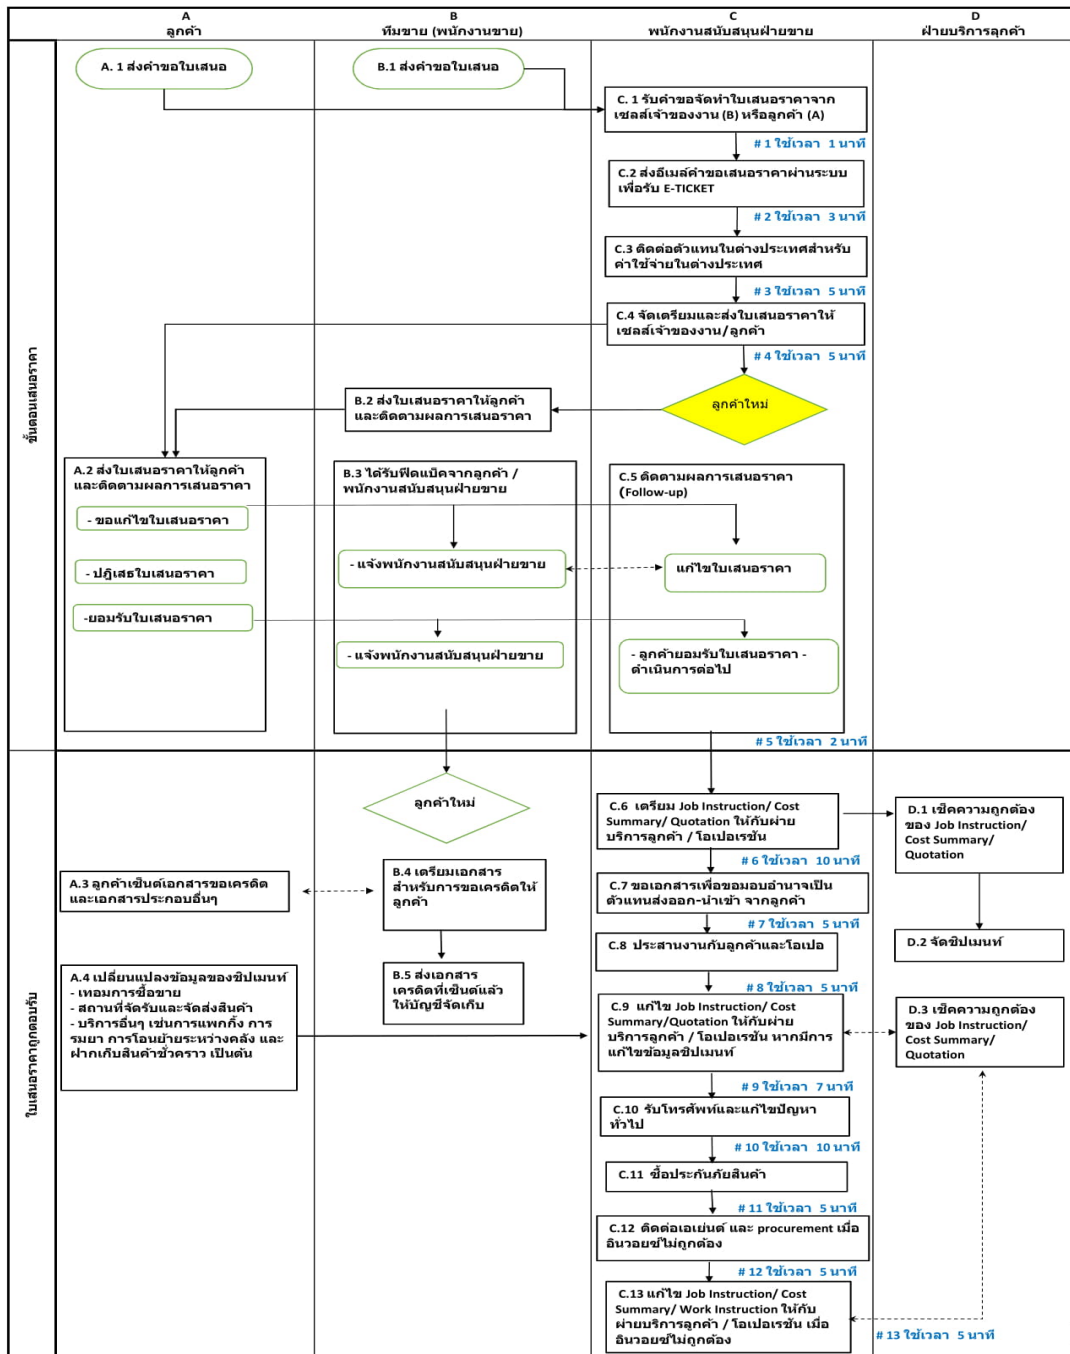 A
ลูกค้า
B
ทีมขาย (พนักงานขาย)
C
พนักงานสนับสนุนฝ่ายขาย
D
ฝ่ายบริการลูกค้า
ขั้นตอนเสนอราคา
A. 1 ส่งคำขอใบเสนอ
B.1 ส่งคำขอใบเสนอ
C. 1 รับคำขอจัดทำใบเสนอราคาจาก
เซลส์เจ้าของงาน (B) หรือลูกค้า (A)
# 1 ใช้เวลา 1 นาที
C.2 ส่งอีเมล์คำขอเสนอราคาผ่านระบบ
เพื่อรับ E-TICKET
# 2 ใช้เวลา 3 นาที
C.3 ติดต่อตัวแทนในต่างประเทศสำหรับ
ค่าใช้จ่ายในต่างประเทศ
# 3 ใช้เวลา 5 นาที
C.4 จัดเตรียมและส่งใบเสนอราคาให้
เซลส์เจ้าของงาน/ลูกค้า
# 4 ใช้เวลา 5 นาที
ลูกค้าใหม่
B.2 ส่งใบเสนอราคาให้ลูกค้า
และติดตามผลการเสนอราคา
A.2 ส่งใบเสนอราคาให้ลูกค้า
และติดตามผลการเสนอราคา
- ขอแก้ไขใบเสนอราคา
- ปฎิเสธใบเสนอราคา
-ยอมรับใบเสนอราคา
B.3 ได้รับฟีดแบ็คจากลูกค้า /
พนักงานสนับสนุนฝ่ายขาย
- แจ้งพนักงานสนับสนุนฝ่ายขาย
- แจ้งพนักงานสนับสนุนฝ่ายขาย
C.5 ติดตามผลการเสนอราคา
(Follow-up)
แก้ไขใบเสนอราคา
- ลูกค้ายอมรับใบเสนอราคา -
ดำเนินการต่อไป
# 5 ใช้เวลา 2 นาที
ใบเสนอราคาถูกตอบรับ
ลูกค้าใหม่
C.6 เตรียม Job Instruction/ Cost
Summary/ Quotation ให้กับฝ่าย
บริการลูกค้า / โอเปอเรชัน
# 6 ใช้เวลา 10 นาที
D.1 เช็คความถูกต้อง
ของ Job Instruction/
Cost Summary/
Quotation
A.3 ลูกค้าเซ็นต์เอกสารขอเครดิต
และเอกสารประกอบอื่นๆ
B.4 เตรียมเอกสาร
สำหรับการขอเครดิตให้
ลูกค้า
C.7 ขอเอกสารเพื่อขอมอบอำนาจเป็น
ตัวแทนส่งออก-นำเข้า จากลูกค้า
# 7 ใช้เวลา 5 นาที
C.8 ประสานงานกับลูกค้าและโอเปอ
# 8 ใช้เวลา 5 นาที
D.2 จัดชิปเมนท์
A.4 เปลี่ยนแปลงข้อมูลของชิปเมนท์
- เทอมการซื้อขาย
- สถานที่จัดรับและจัดส่งสินค้า
- บริการอื่นๆ เช่นการแพกกิ้ง การ
รมยา การโอนย้ายระหว่างคลัง และ
ฝากเก็บสินค้าชั่วคราว เป็นต้น
B.5 ส่งเอกสาร
เครดิตที่เซ็นต์แล้ว
ให้บัญชีจัดเก็บ
C.9 แก้ไข Job Instruction/ Cost
Summary/Quotation ให้กับฝ่าย
บริการลูกค้า / โอเปอเรชัน หากมีการ
แก้ไขข้อมูลชิปเมนท์
# 9 ใช้เวลา 7 นาที
D.3 เช็คความถูกต้อง
ของ Job Instruction/
Cost Summary/
Quotation
C.10 รับโทรศัพท์และแก้ไขปัญหา
ทั่วไป
# 10 ใช้เวลา 10 นาที
C.11 ซื้อประกันภัยสินค้า
# 11 ใช้เวลา 5 นาที
C.12 ติดต่อเอเย่นต์ และ procurement เมื่อ
อินวอยซ์ไม่ถูกต้อง
# 12 ใช้เวลา 5 นาที
C.13 แก้ไข Job Instruction/ Cost
Summary/ Work Instruction ให้กับ
ฝ่ายบริการลูกค้า / โอเปอเรชัน เมื่อ
อินวอยซ์ไม่ถูกต้อง
# 13 ใช้เวลา 5 นาที